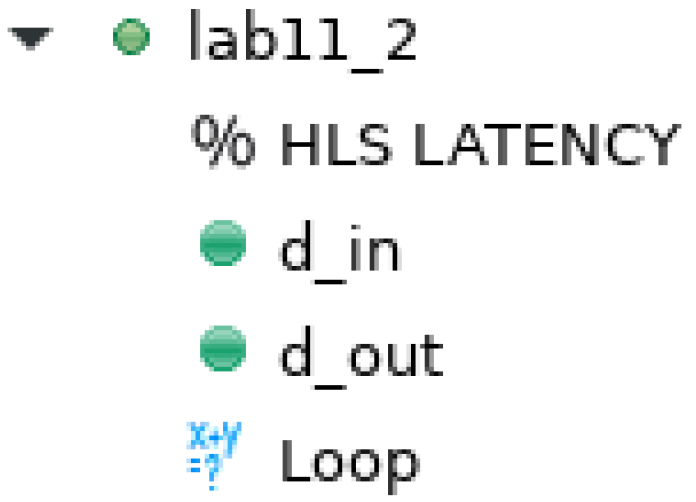 lab11_2
% HLS LATENCY
d_in
d_out
x+y
=?
Loop